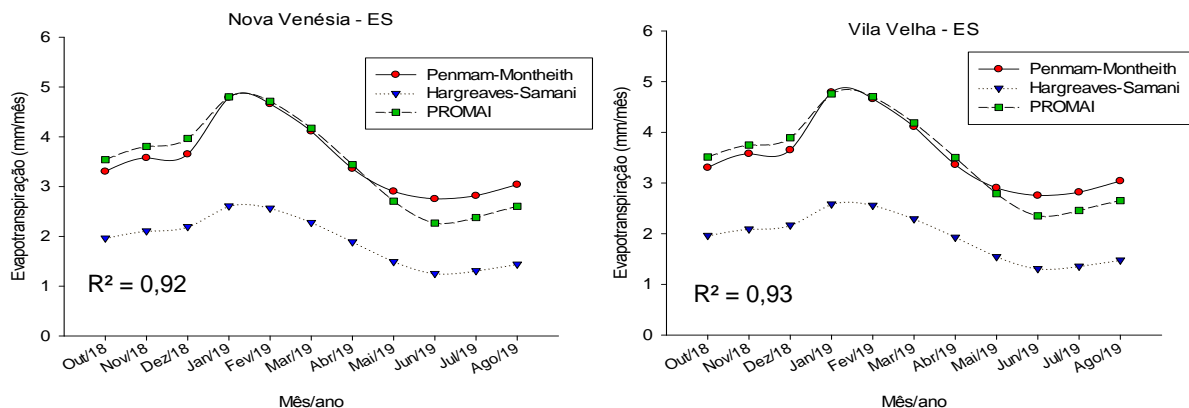 Nova Venésia - ES
Evapotranspiração (mm/mês)
6
5
4
3
2
1
0
Penmam-Montheith
Hargreaves-Samani
PROMAI
R² = 0,92
Out/18
Nov/18
Dez/18
Jan/19
Fev/19
Mar/19
Abr/19
Mai/19
Jun/19
Jul/19
Ago/19
Mês/ano
Vila Velha - ES
Evapotranspiração (mm/mês)
6
5
4
3
2
1
0
Penmam-Montheith
Hargreaves-Samani
PROMAI
R² = 0,93
Out/18
Nov/18
Dez/18
Jan/19
Fev/19
Mar/19
Abr/19
Mai/19
Jun/19
Jul/19
Ago/19
Mês/ano